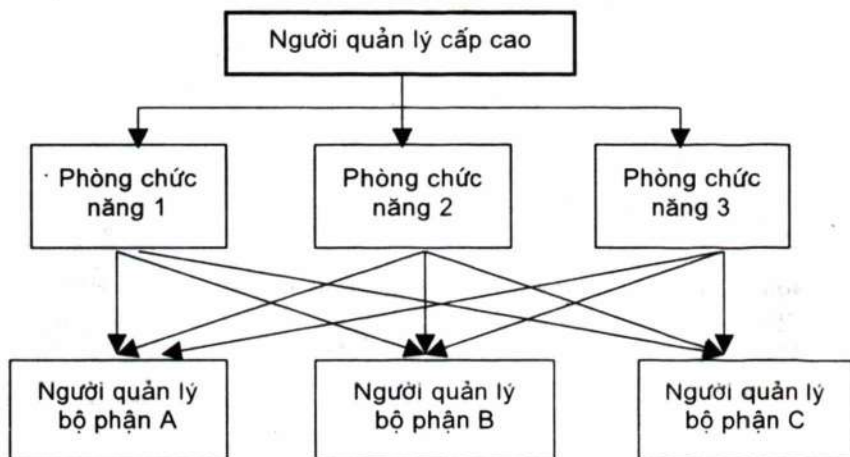 Người quản lý cấp cao
Phòng chức
năng 1
Phòng chức
năng 2
Phòng chức
năng 3
Người quản lý
bộ phận A
Người quản lý
bộ phận B
Người quản lý
bộ phận C